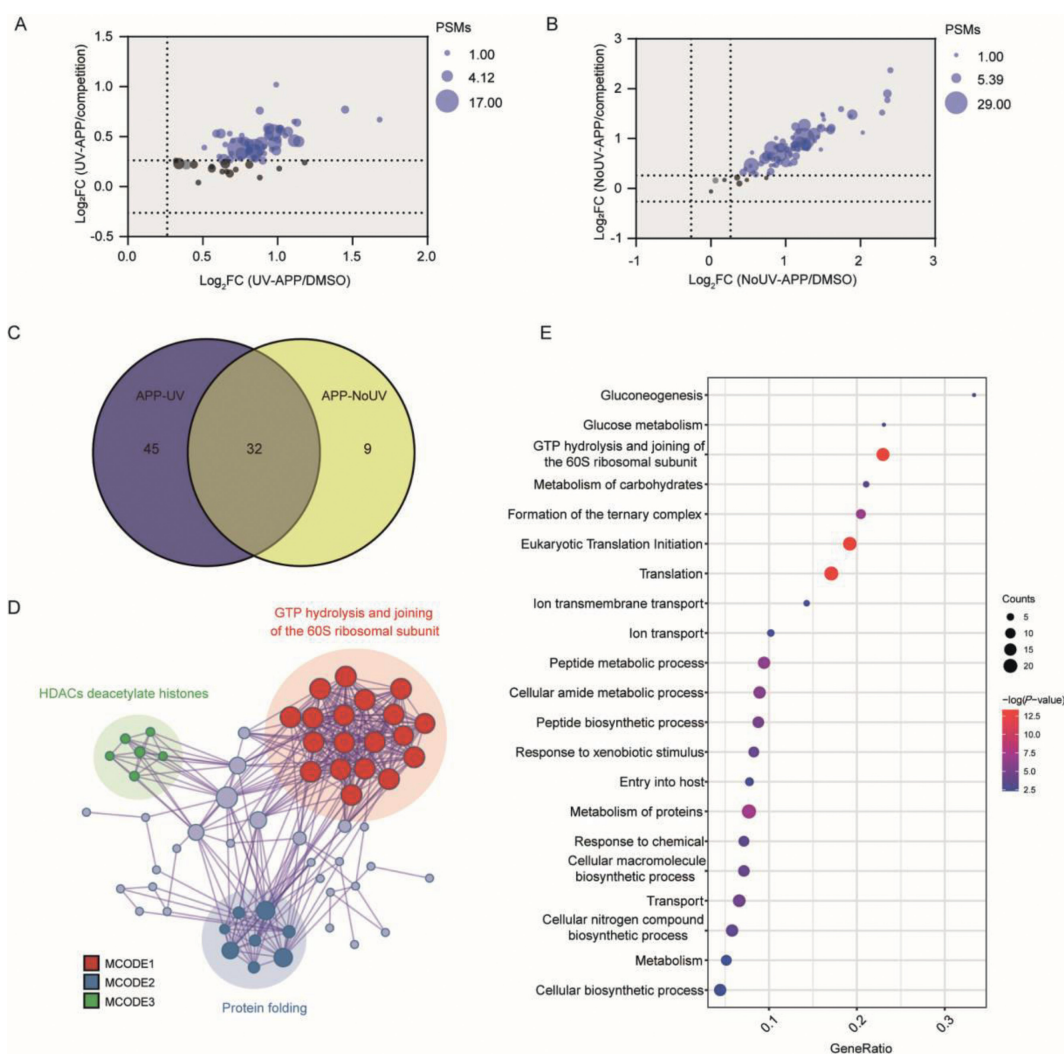 A
1.5
1.0
0.5
0.0
-0.5
Log₂FC (UV-APP/competition)
0.0
0.5
1.0
1.5
2.0
Log₂FC (UV-APP/DMSO)
PSMs
1.00
4.12
17.00
B
3
2
1
0
-1
Log₂FC (NoUV-APP/competition)
-1
0
1
2
3
Log₂FC (NoUV-APP/DMSO)
PSMs
1.00
5.39
29.00
C
APP-UV
APP-NoUV
45
32
9
D
GTP hydrolysis and joining
of the 60S ribosomal subunit
HDACs deacetylate histones
MCODE1
MCODE2
MCODE3
Protein folding
E
Gluconeogenesis
Glucose metabolism
GTP hydrolysis and joining of
the 60S ribosomal subunit
Metabolism of carbohydrates
Formation of the ternary complex
Eukaryotic Translation Initiation
Translation
Ion transmembrane transport
Ion transport
Peptide metabolic process
Cellular amide metabolic process
Peptide biosynthetic process
Response to xenobiotic stimulus
Entry into host
Metabolism of proteins
Response to chemical
Cellular macromolecule
biosynthetic process
Transport
Cellular nitrogen compound
biosynthetic process
Metabolism
Cellular biosynthetic process
0.1
0.2
0.3
GeneRatio
Counts
5
10
15
20
−log(P−value)
12.5
10.0
7.5
5.0
2.5